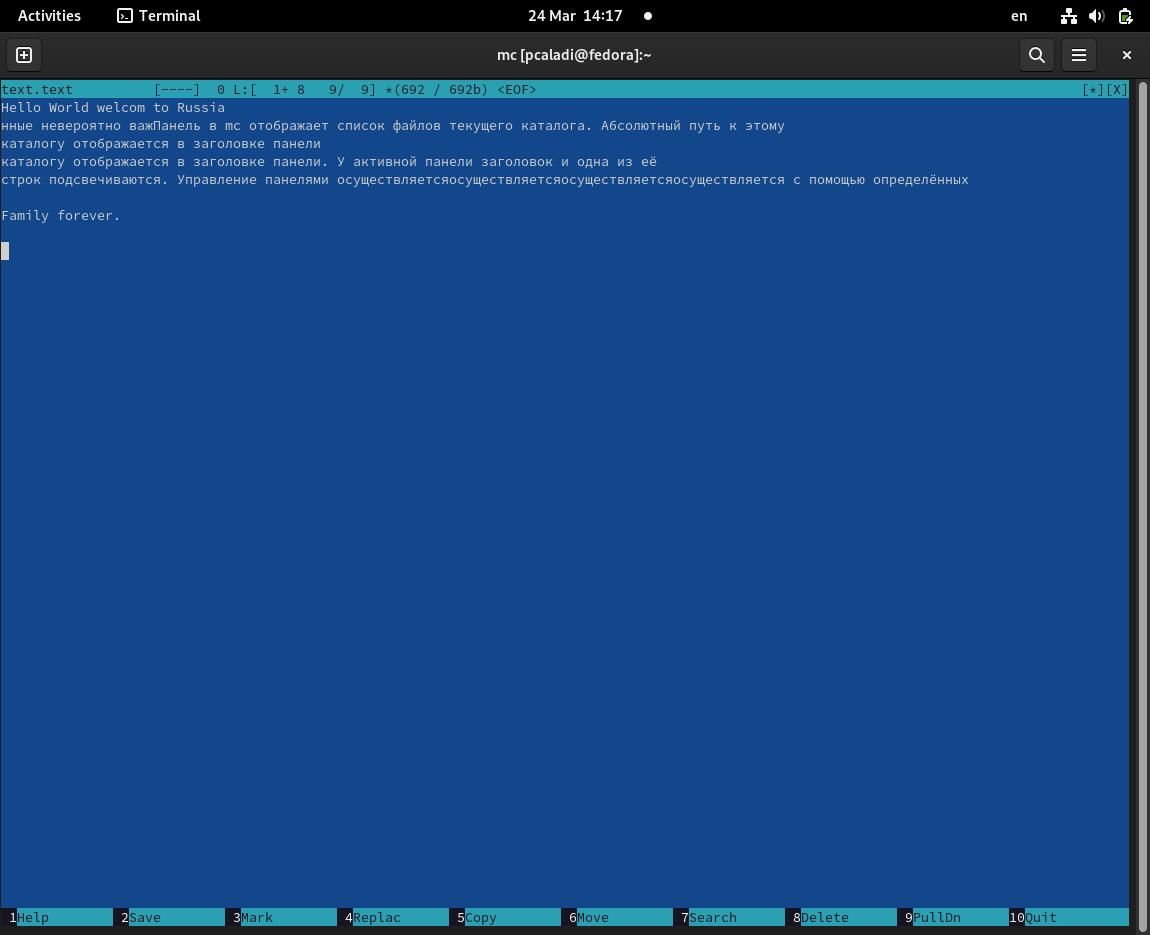 Activities Terminal 24 Mar 14:17 en
mc [pcaladi@fedora]:~
text.text [----] 0 L:[ 1+ 8 9/ 9] *(692 / 692b) <EOF> [*][X]
Hello World welcom to Russia
нные невероятно важПанель в mc отображает список файлов текущего каталога. Абсолютный путь к этому
каталогу отображается в заголовке панели
каталогу отображается в заголовке панели. У активной панели заголовок и одна из её
строк подсвечиваются. Управление панелями осуществляетсяосуществляетсяосуществляетсяосуществляется с помощью определённых
Family forever.
1Help 2Save 3Mark 4Replac 5Copy 6Move 7Search 8Delete 9PullDn 10Quit